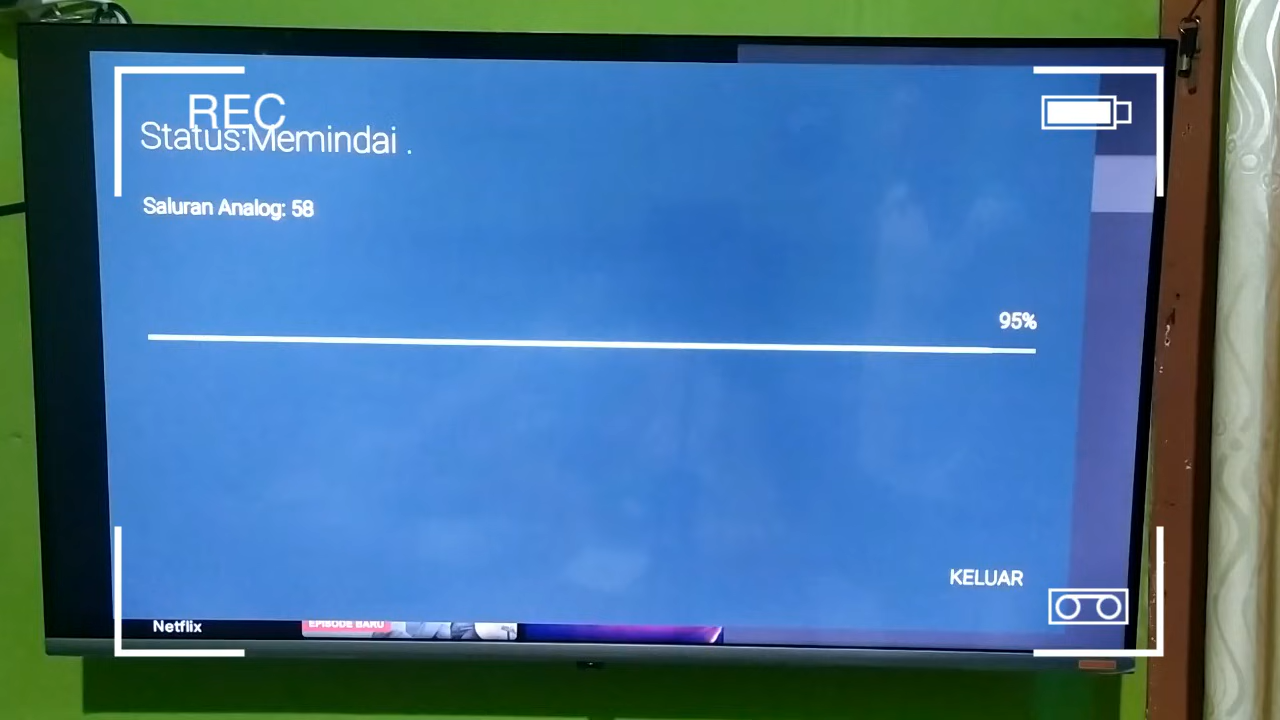 REC
Status:Memindai .
Saluran Analog: 58
95%
KELUAR
Netflix
EPISODE BARU